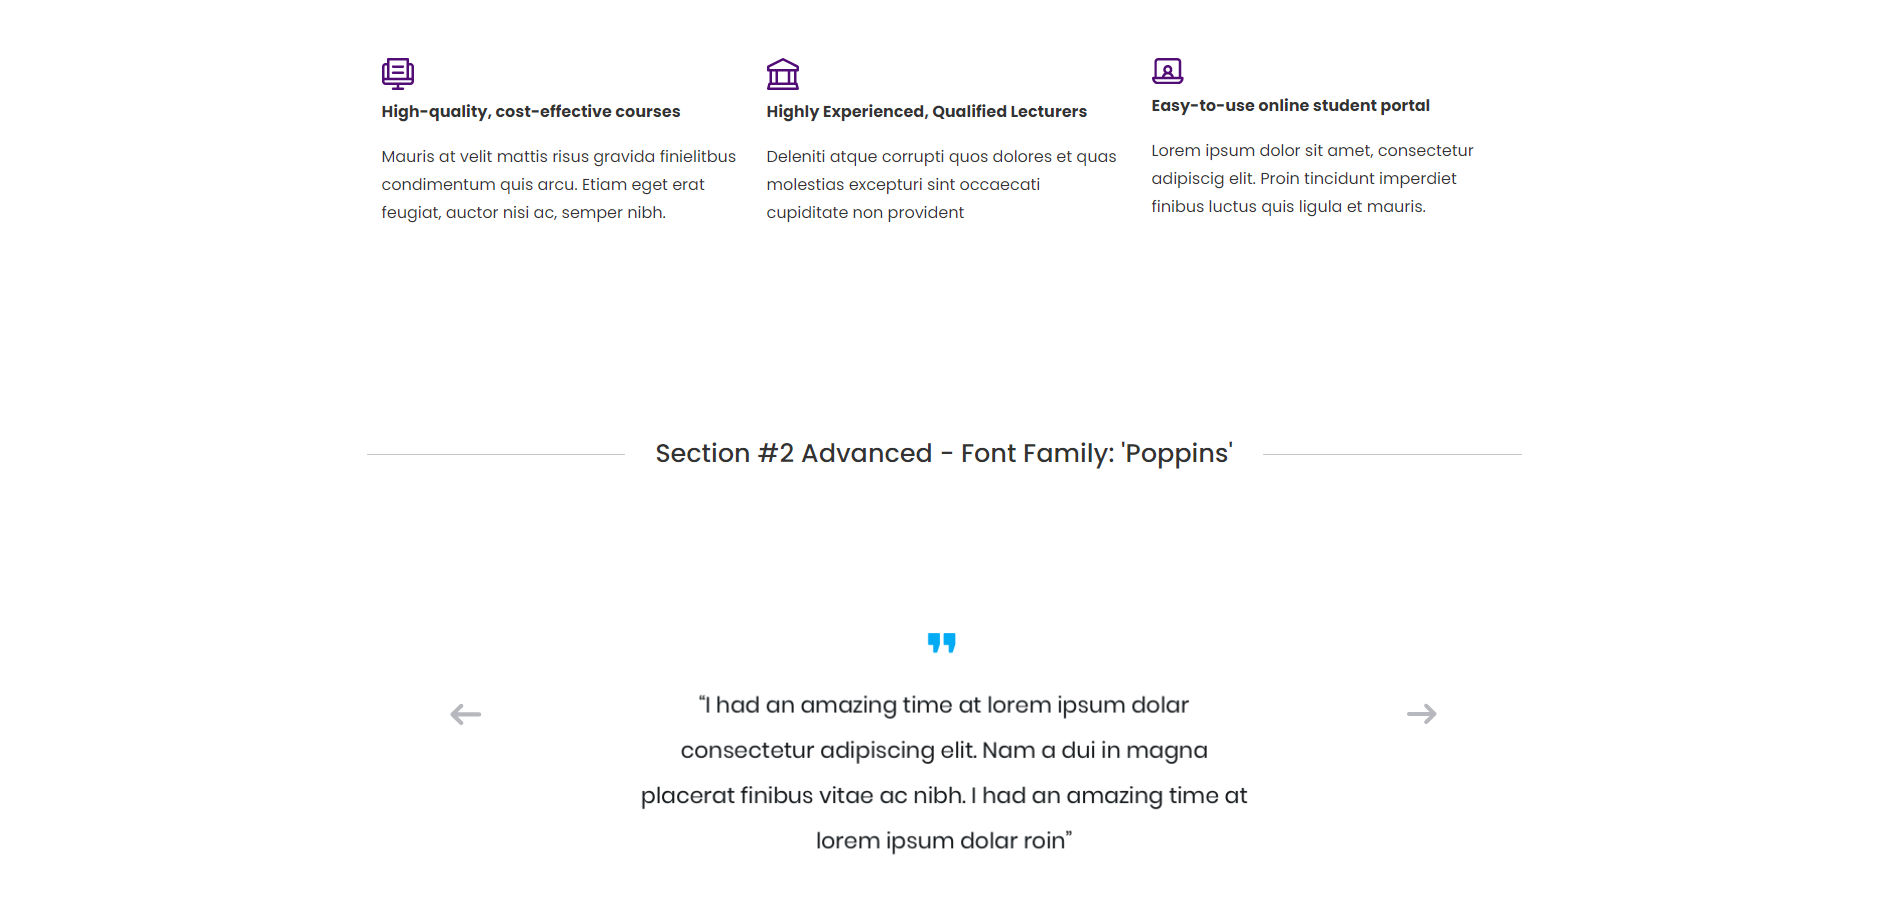 High-quality, cost-effective courses
Mauris at velit mattis risus gravida finielitbus
condimentum quis arcu. Etiam eget erat
feugiat, auctor nisi ac, semper nibh.
Highly Experienced, Qualified Lecturers
Deleniti atque corrupti quos dolores et quas
molestias excepturi sint occaecati
cupiditate non provident
Easy-to-use online student portal
Lorem ipsum dolor sit amet, consectetur
adipiscig elit. Proin tincidunt imperdiet
finibus luctus quis ligula et mauris.
Section #2 Advanced - Font Family: 'Poppins'
“I had an amazing time at lorem ipsum dolar
consectetur adipiscing elit. Nam a dui in magna
placerat finibus vitae ac nibh. I had an amazing time at
lorem ipsum dolar roin”